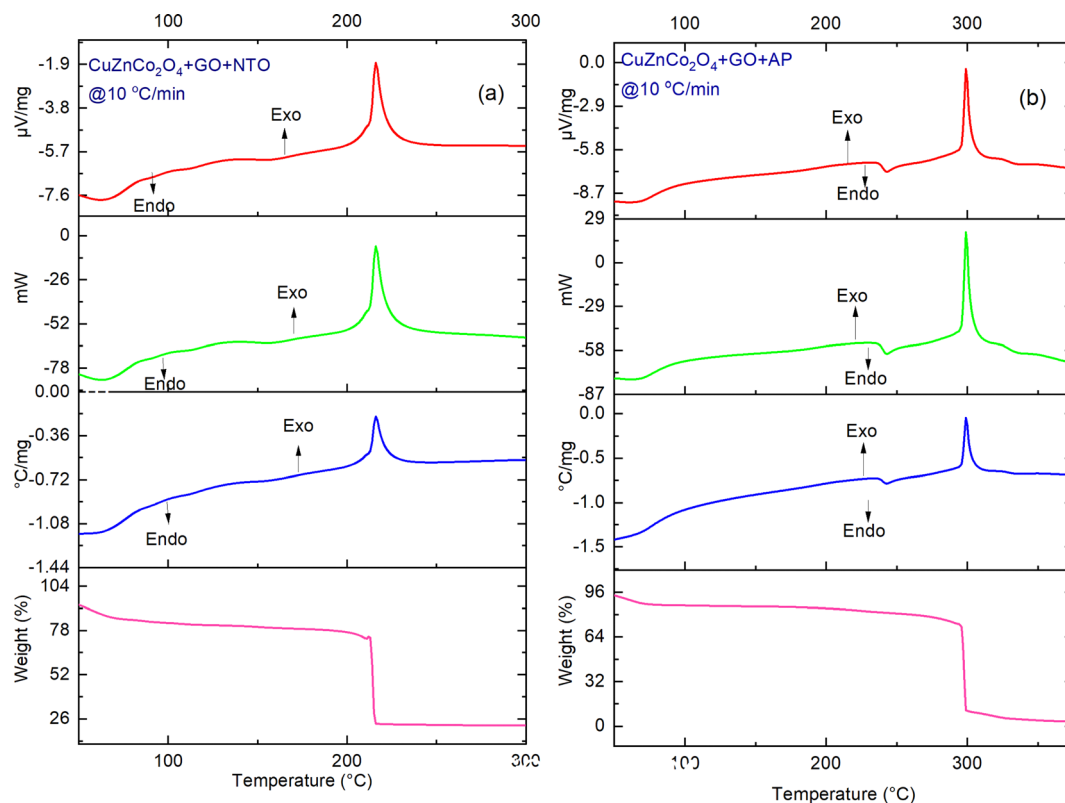 100 200 300
CuZnCo₂O₄+GO+NTO
@10 °C/min
(a)
µV/mg
-1.9
-3.8
-5.7
-7.6
Exo
Endo
mW
0
-26
-52
-78
Exo
Endo
°C/mg
0.00
-0.36
-0.72
-1.08
-1.44
Exo
Endo
Weight (%)
104
78
52
26
100 200
Temperature (°C)
100 200 300
CuZnCo₂O₄+GO+AP
@10 °C/min
(b)
µV/mg
0.0
-2.9
-5.8
-8.7
Exo
Endo
mW
29
0
-29
-58
-87
Exo
Endo
°C/mg
0.0
-0.5
-1.0
-1.5
Exo
Endo
Weight (%)
96
64
32
0
200 300
Temperature (°C)